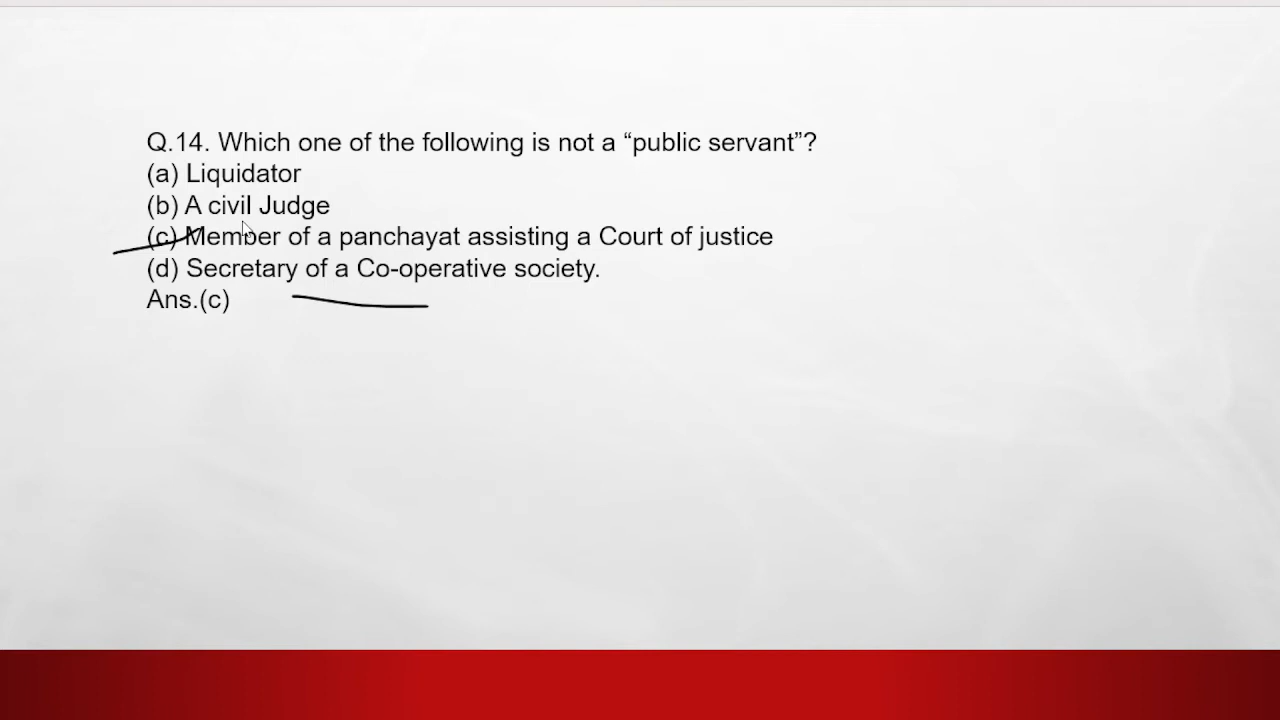 Q.14. Which one of the following is not a “public servant”?
(a) Liquidator
(b) A civil Judge
(c) Member of a panchayat assisting a Court of justice
(d) Secretary of a Co-operative society.
Ans.(c)